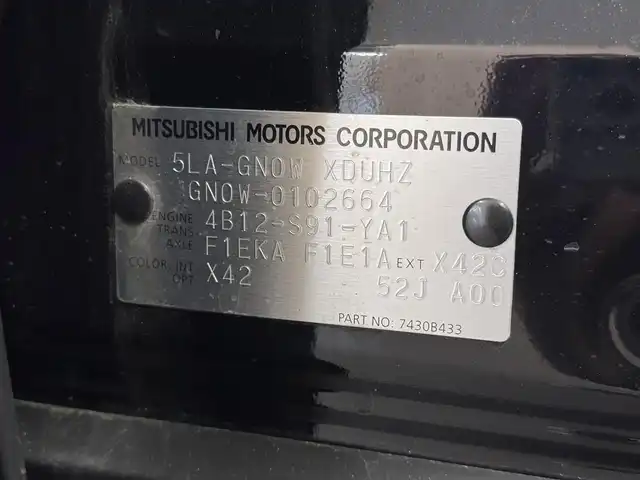 MITSUBISHI MOTORS CORPORATION
MODEL 5LA-GN0W XDUHZ
GN0W-0102664
ENGINE 4B12-S91-YA1
TRANS AXLE F1EKA F1E1A
COLOR INT OPT X42 EXT X42C
52J A00
PART NO: 7430B433